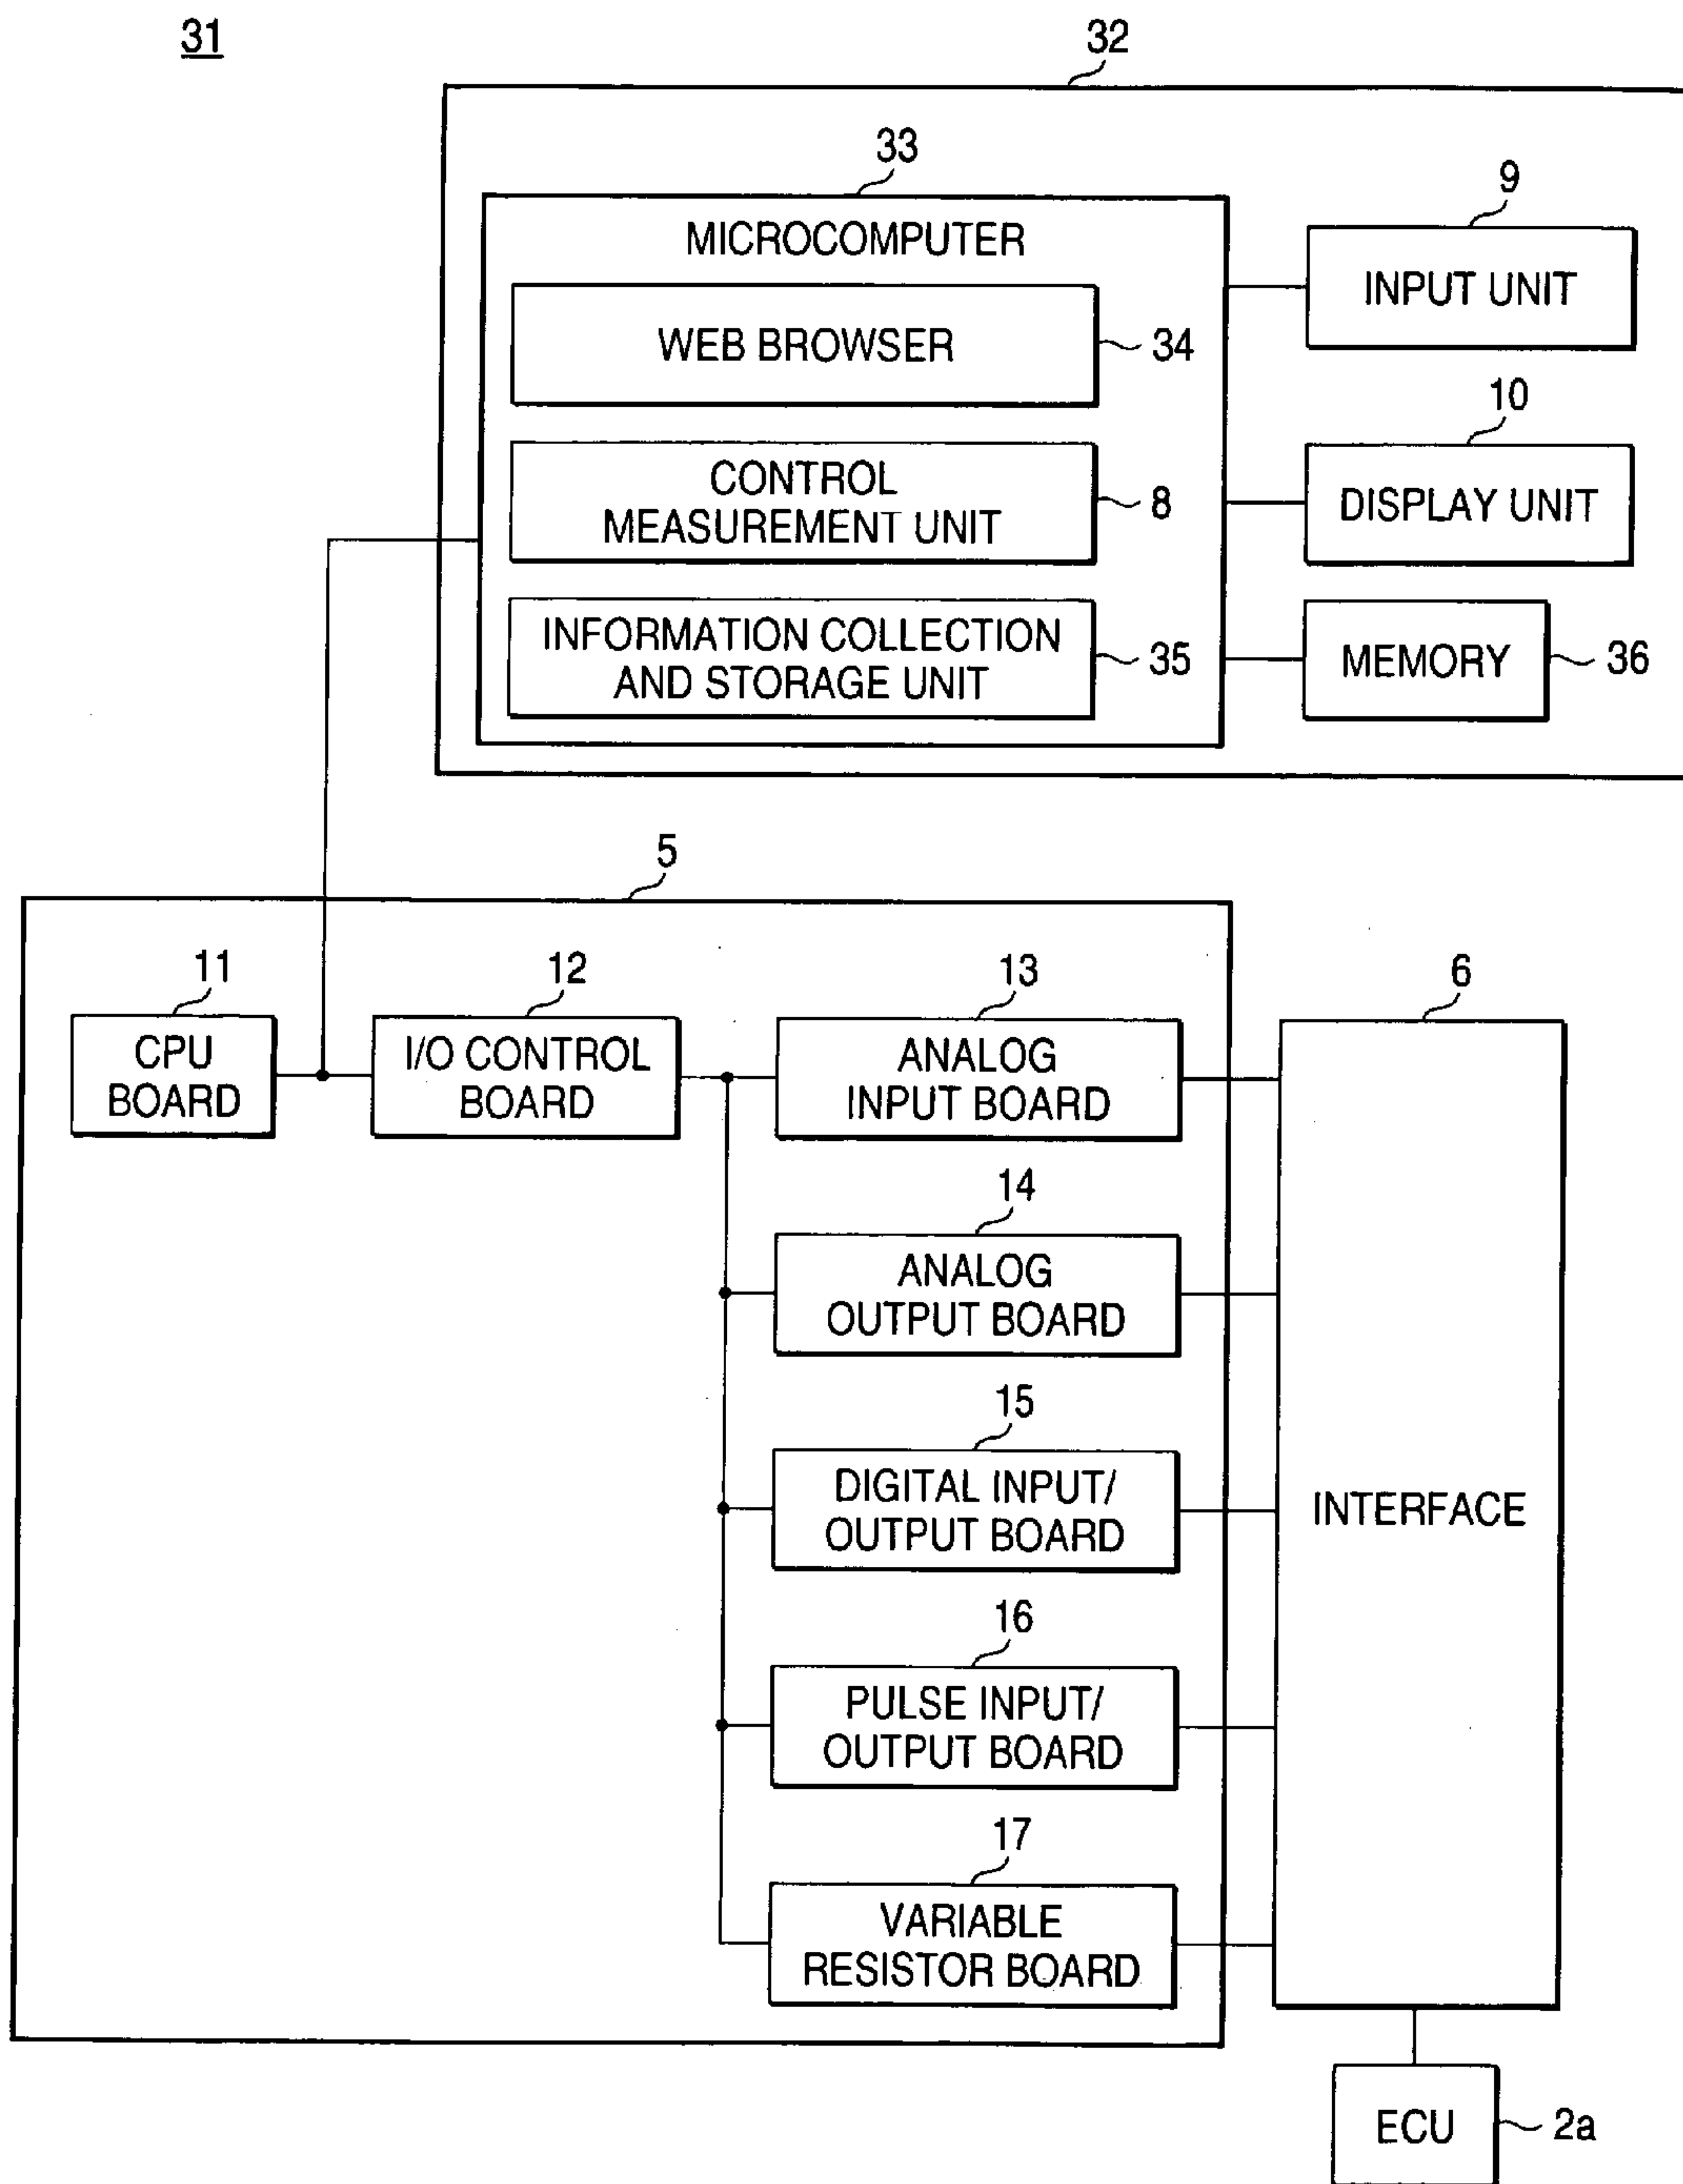 31
32
33
MICROCOMPUTER
9
INPUT UNIT
WEB BROWSER
34
10
CONTROL
MEASUREMENT UNIT
8
DISPLAY UNIT
INFORMATION COLLECTION
AND STORAGE UNIT
35
MEMORY
36
5
11
12
13
6
CPU
BOARD
I/O CONTROL
BOARD
ANALOG
INPUT BOARD
14
ANALOG
OUTPUT BOARD
15
DIGITAL INPUT/
OUTPUT BOARD
INTERFACE
16
PULSE INPUT/
OUTPUT BOARD
17
VARIABLE
RESISTOR BOARD
ECU
2a